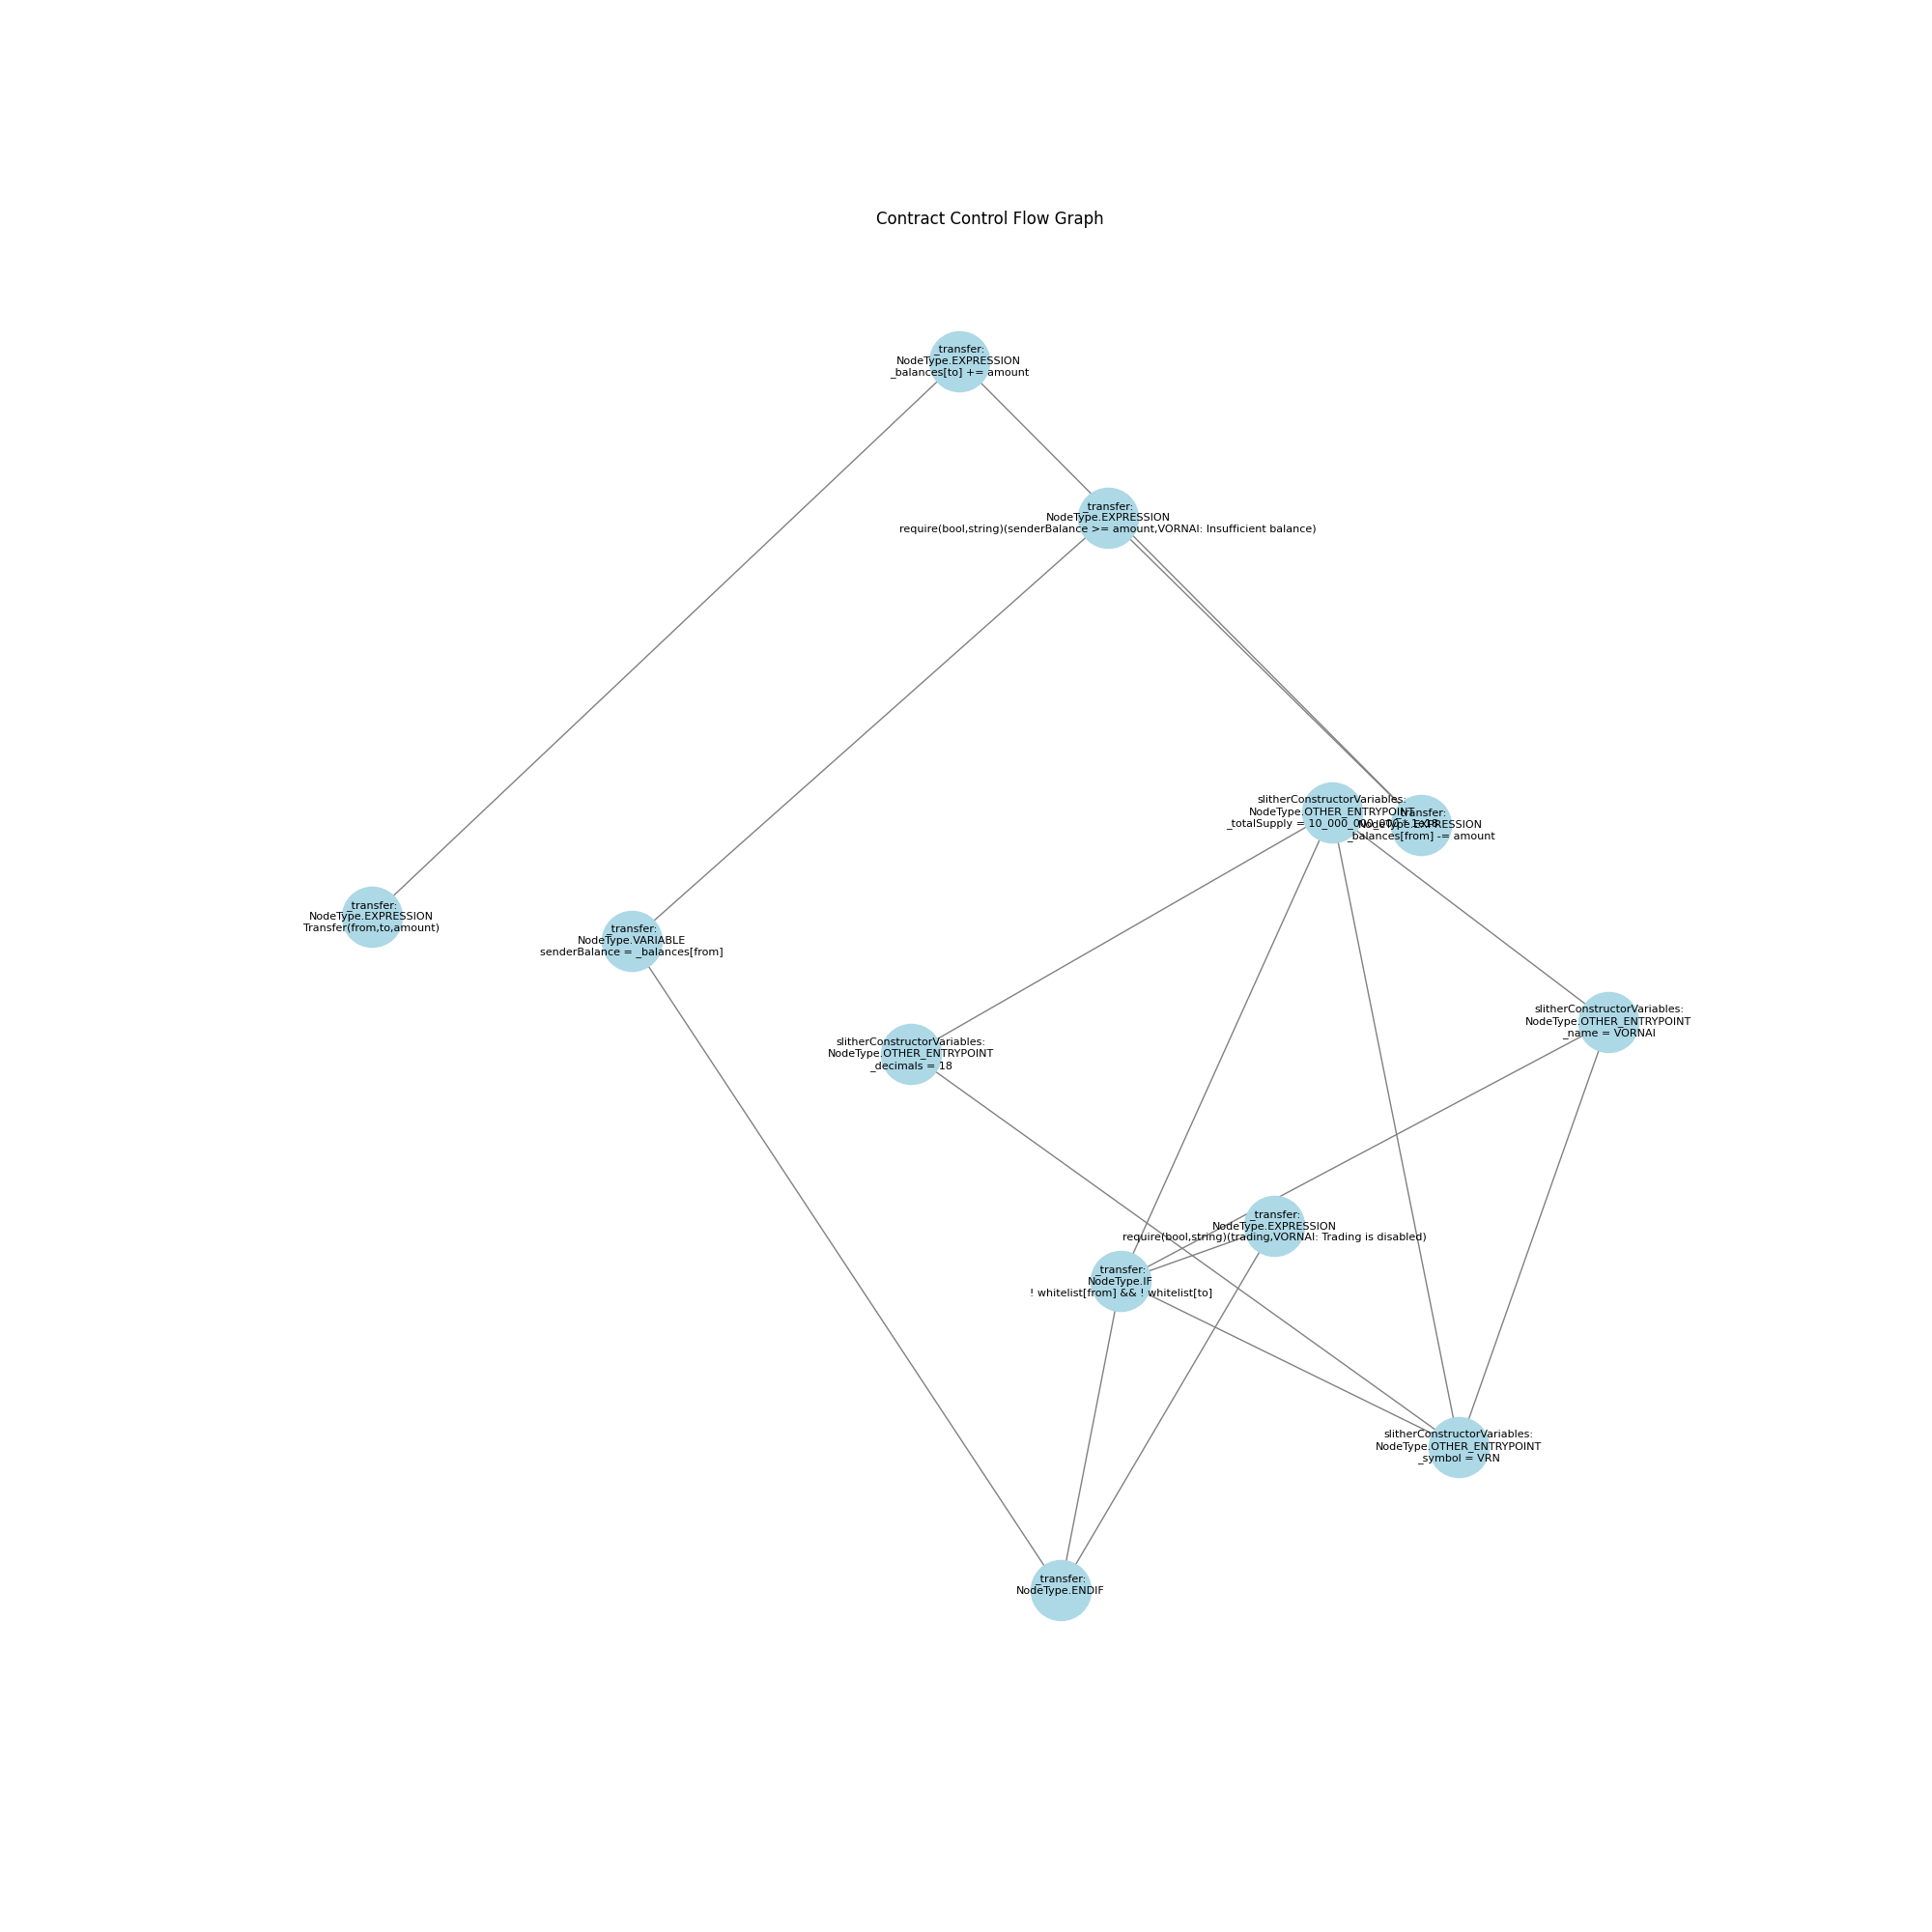 Contract Control Flow Graph
_transfer:
NodeType.EXPRESSION
_balances[to] += amount
_transfer:
NodeType.EXPRESSION
require(bool,string)(senderBalance >= amount,VORNAI: Insufficient balance)
slitherConstructorVariables:
NodeType.OTHER_ENTRYPOINT
_totalSupply = 10_000_000_000 * 1e18
_transfer:
NodeType.EXPRESSION
_balances[from] -= amount
_transfer:
NodeType.EXPRESSION
Transfer(from,to,amount)
_transfer:
NodeType.VARIABLE
senderBalance = _balances[from]
slitherConstructorVariables:
NodeType.OTHER_ENTRYPOINT
_name = VORNAI
slitherConstructorVariables:
NodeType.OTHER_ENTRYPOINT
_decimals = 18
_transfer:
NodeType.EXPRESSION
require(bool,string)(trading,VORNAI: Trading is disabled)
_transfer:
NodeType.IF
! whitelist[from] && ! whitelist[to]
slitherConstructorVariables:
NodeType.OTHER_ENTRYPOINT
_symbol = VRN
_transfer:
NodeType.ENDIF